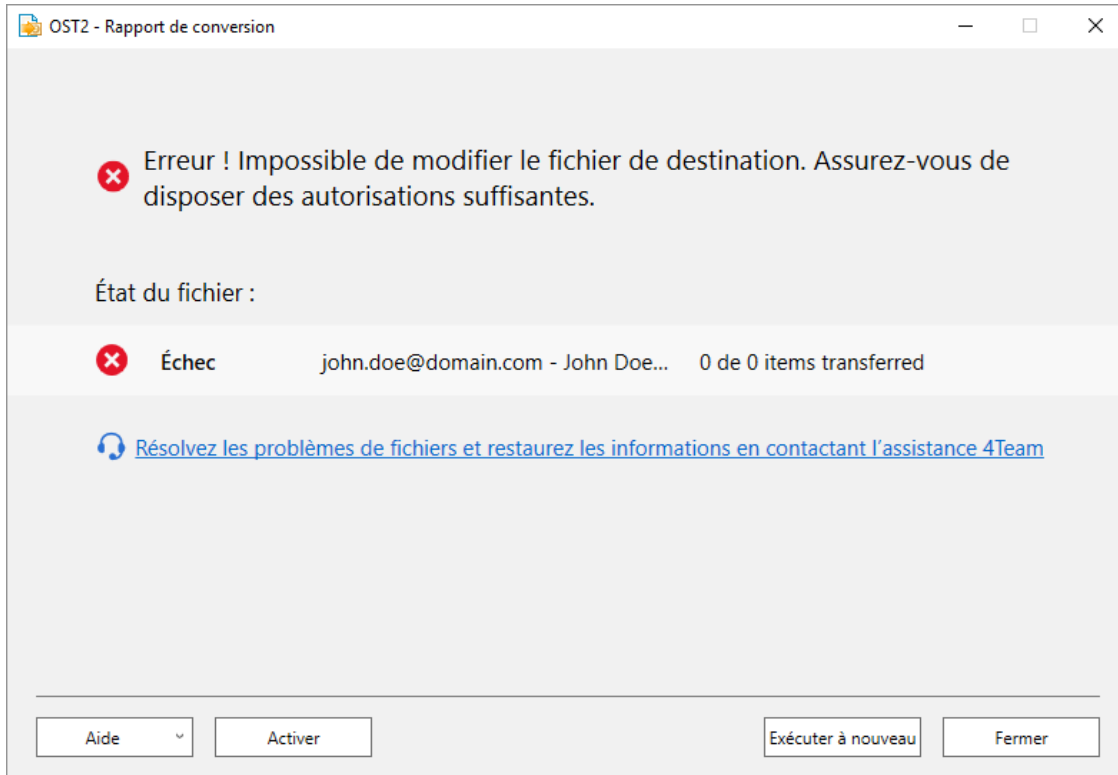 OST2 - Rapport de conversion
Erreur ! Impossible de modifier le fichier de destination. Assurez-vous de
disposer des autorisations suffisantes.
État du fichier :
Échec john.doe@domain.com - John Doe... 0 de 0 items transferred
Résolvez les problèmes de fichiers et restaurez les informations en contactant l’assistance 4Team
Aide Activer Exécuter à nouveau Fermer